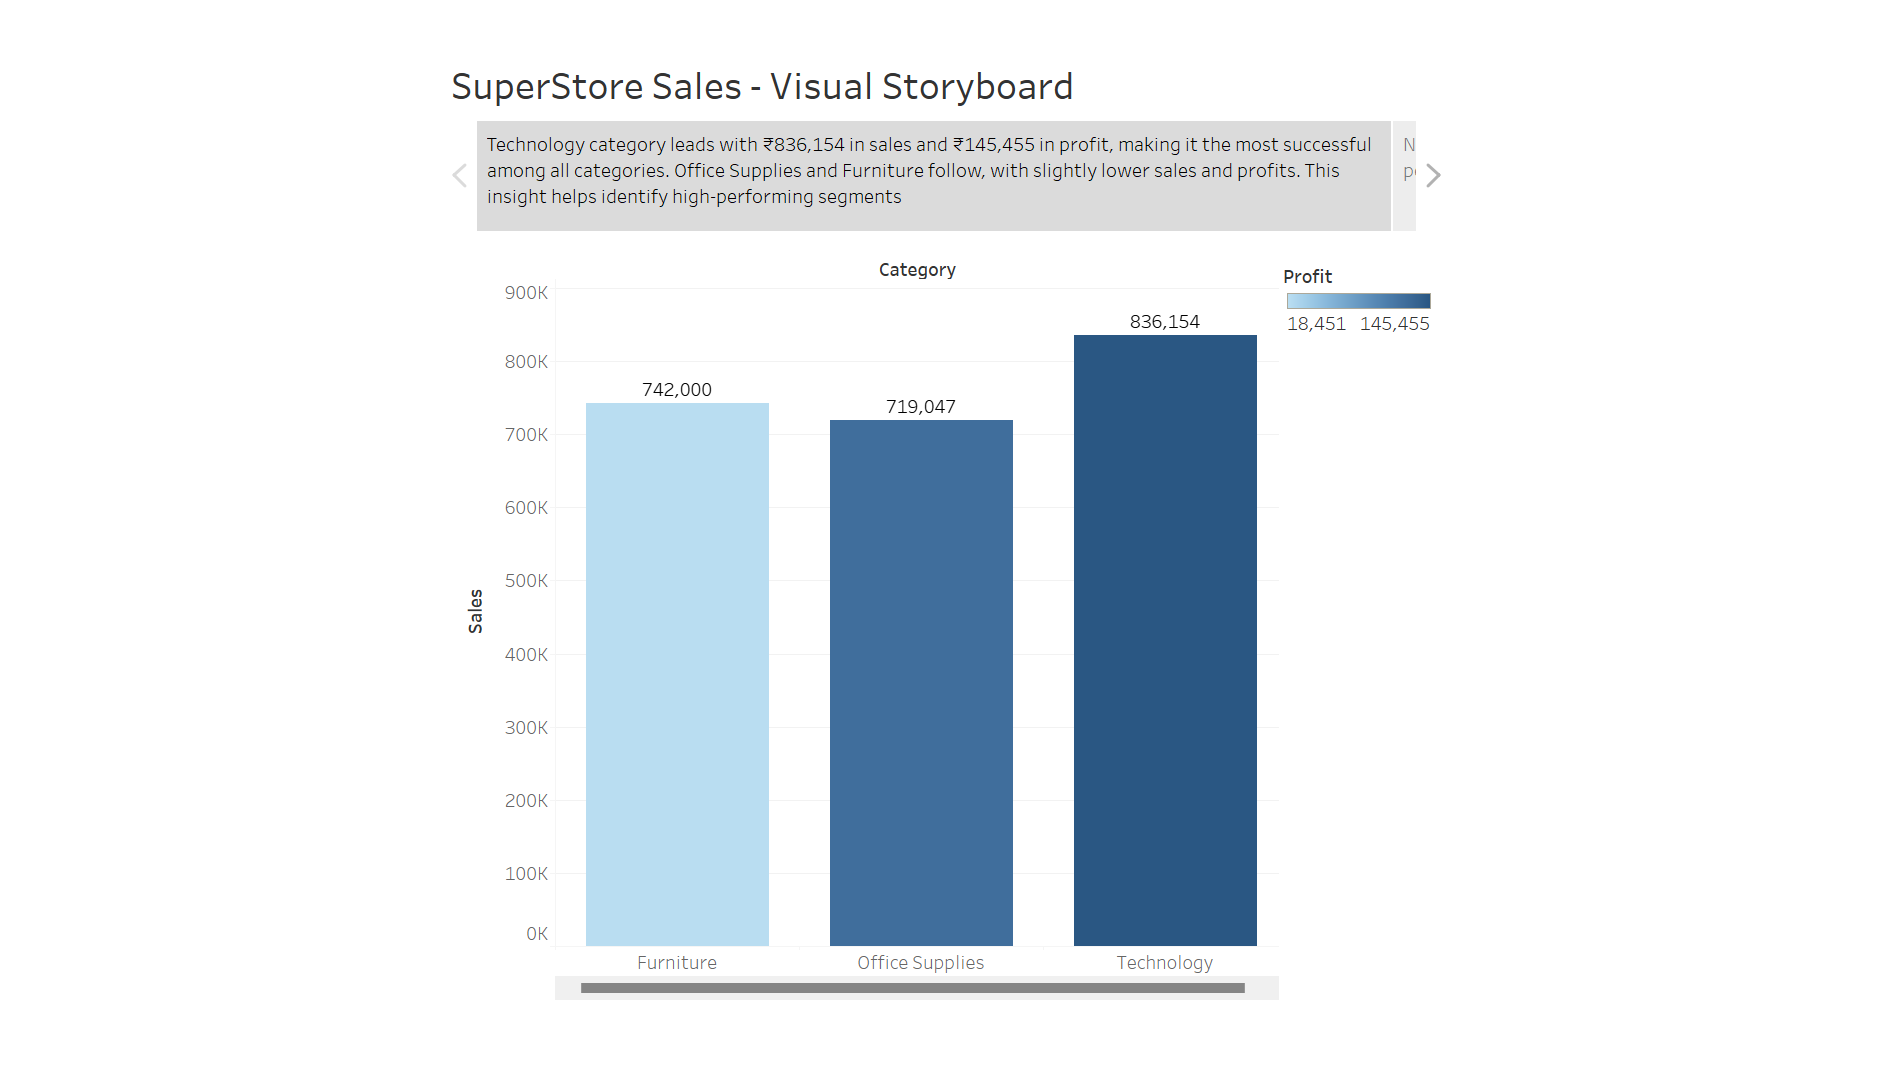 SuperStore Sales - Visual Storyboard
Technology category leads with ₹836,154 in sales and ₹145,455 in profit, making it the most successful
among all categories. Office Supplies and Furniture follow, with slightly lower sales and profits. This
insight helps identify high-performing segments
Category
Profit
18,451 145,455
Sales
900K
800K
700K
600K
500K
400K
300K
200K
100K
0K
742,000
719,047
836,154
Furniture
Office Supplies
Technology